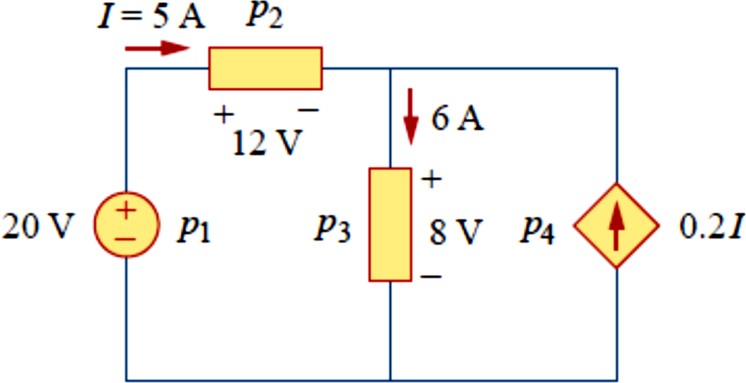 I = 5 A
p2
+ −
12 V
6 A
20 V
+
−
p1
p3
+
8 V
−
p4
0.2I